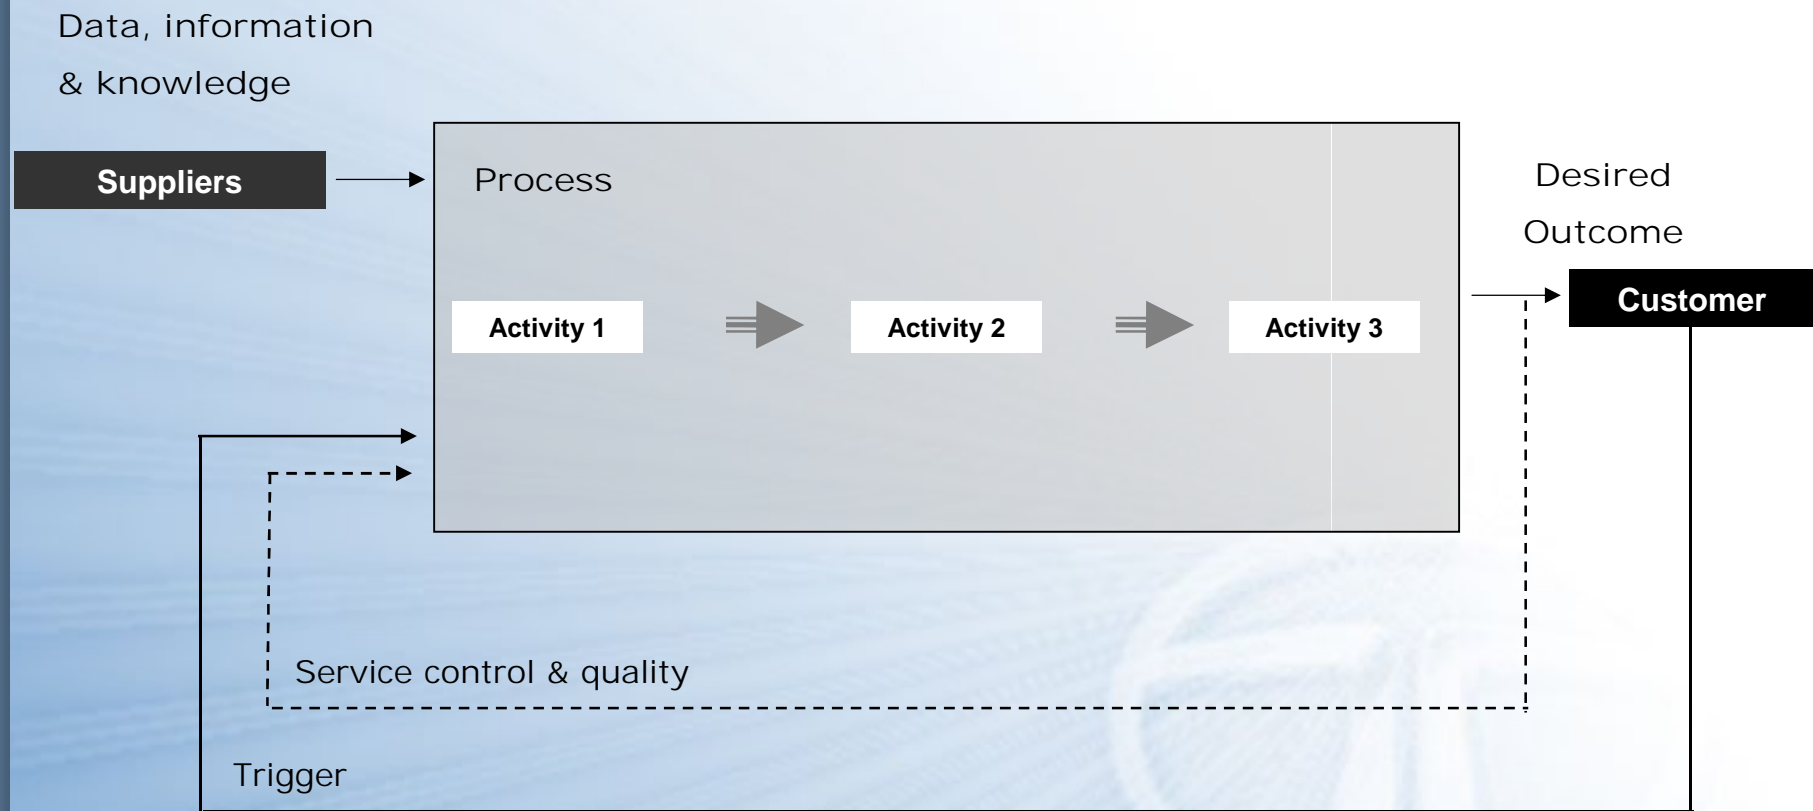 Data, information
& knowledge
Suppliers
Process
Desired
Outcome
Activity 1
Activity 2
Activity 3
Customer
Service control & quality
Trigger